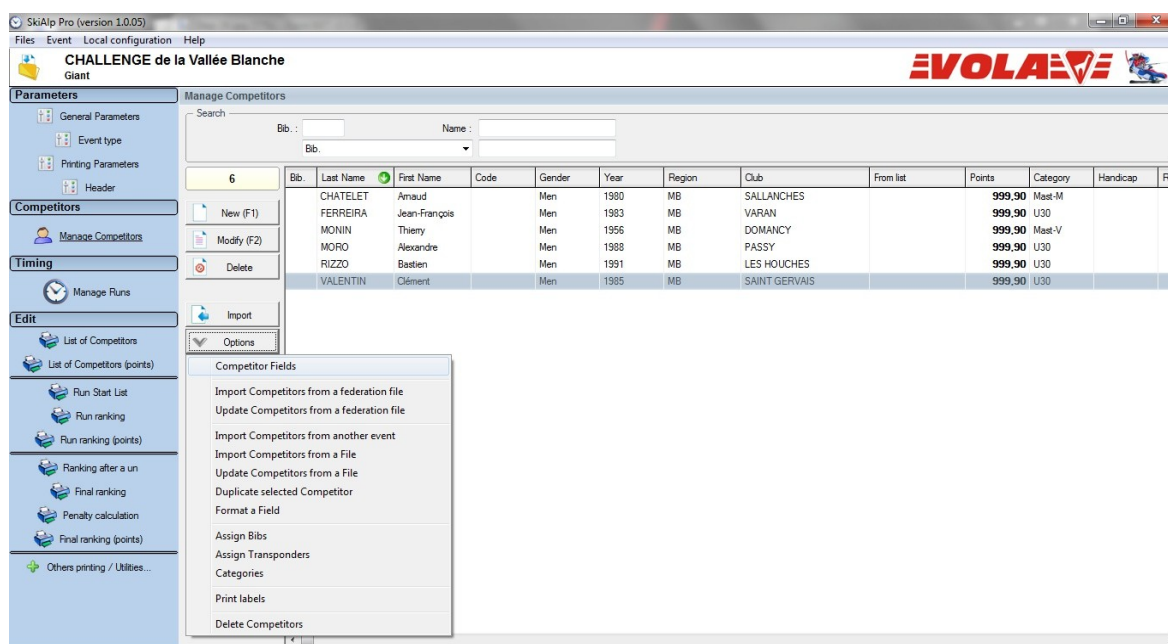 SkiAlp Pro (version 1.0.05)
Files Event Local configuration Help
CHALLENGE de la Vallée Blanche
Giant
VOLA
Parameters
General Parameters
Event type
Printing Parameters
Header
Competitors
Manage Competitors
Timing
Manage Runs
Edit
List of Competitors
List of Competitors (points)
Run Start List
Run ranking
Run ranking (points)
Ranking after a un
Final ranking
Penalty calculation
Final ranking (points)
Others printing / Utilities...
Manage Competitors
Search
Bib. : Name :
Bib.
6
New (F1)
Modify (F2)
Delete
Import
Options
Bib. Last Name First Name Code Gender Year Region Club From list Points Category Handicap R
CHATELET Arnaud Men 1980 MB SALLANCHES 999,90 Mast-M
FERREIRA Jean-François Men 1983 MB VARAN 999,90 U30
MONIN Thierry Men 1956 MB DOMANCY 999,90 Mast-V
MORO Alexandre Men 1988 MB PASSY 999,90 U30
RIZZO Bastien Men 1991 MB LES HOUCHES 999,90 U30
VALENTIN Clément Men 1985 MB SAINT GERVAIS 999,90 U30
Competitor Fields
Import Competitors from a federation file
Update Competitors from a federation file
Import Competitors from another event
Import Competitors from a File
Update Competitors from a File
Duplicate selected Competitor
Format a Field
Assign Bibs
Assign Transponders
Categories
Print labels
Delete Competitors